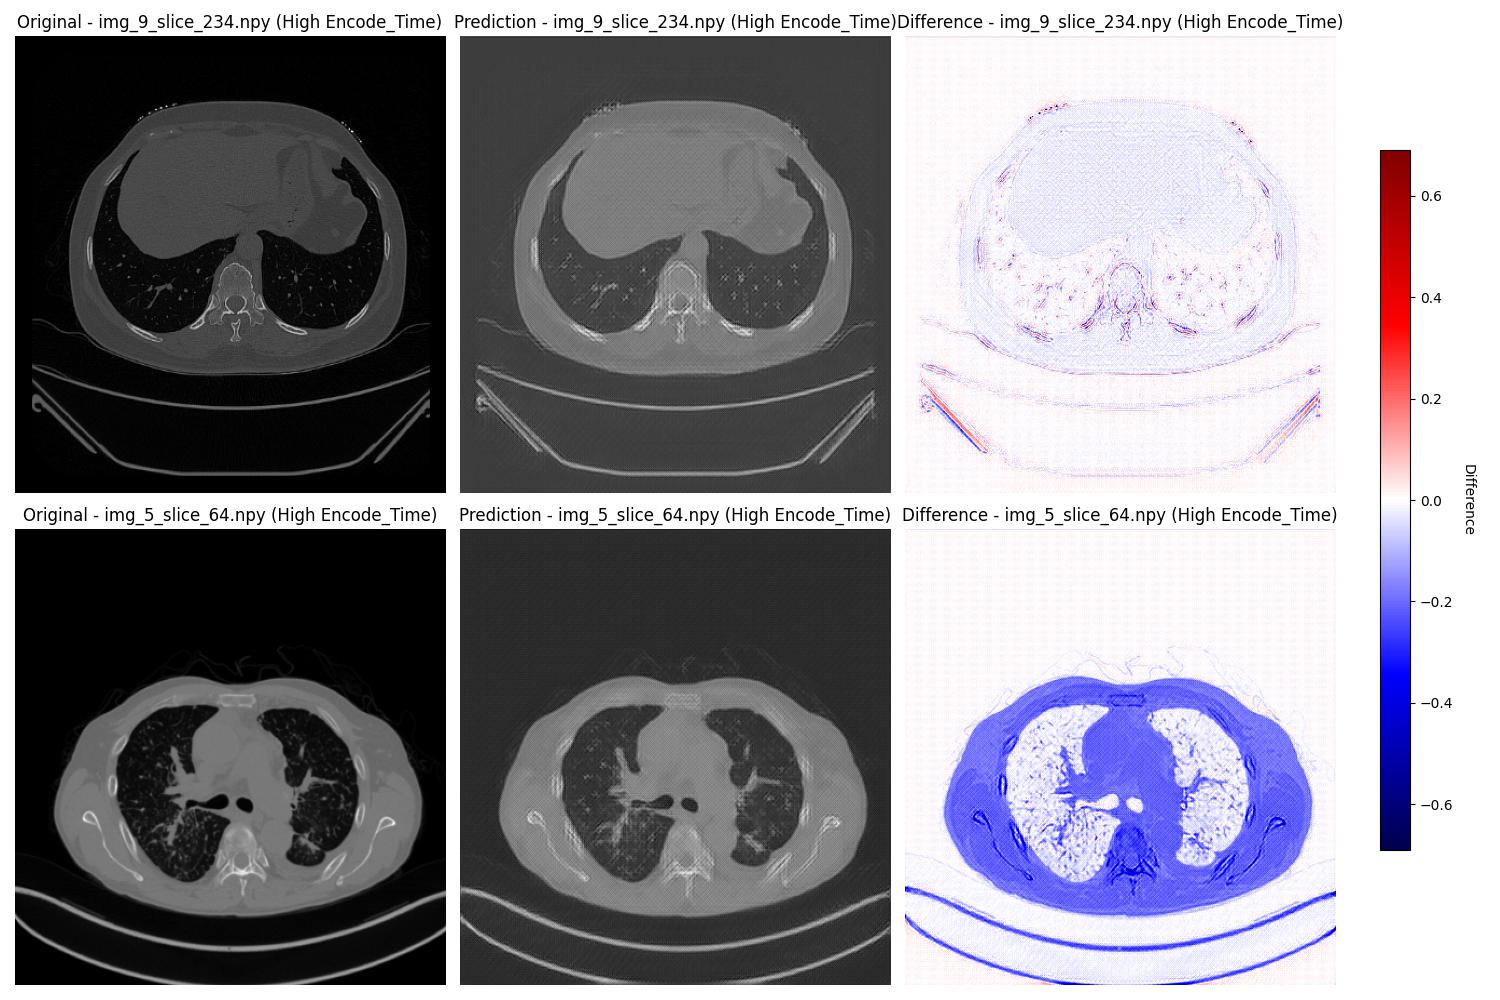 Original - img_9_slice_234.npy (High Encode_Time)
Prediction - img_9_slice_234.npy (High Encode_Time)
Difference - img_9_slice_234.npy (High Encode_Time)
Original - img_5_slice_64.npy (High Encode_Time)
Prediction - img_5_slice_64.npy (High Encode_Time)
Difference - img_5_slice_64.npy (High Encode_Time)
0.6
0.4
0.2
0.0
−0.2
−0.4
−0.6
Difference